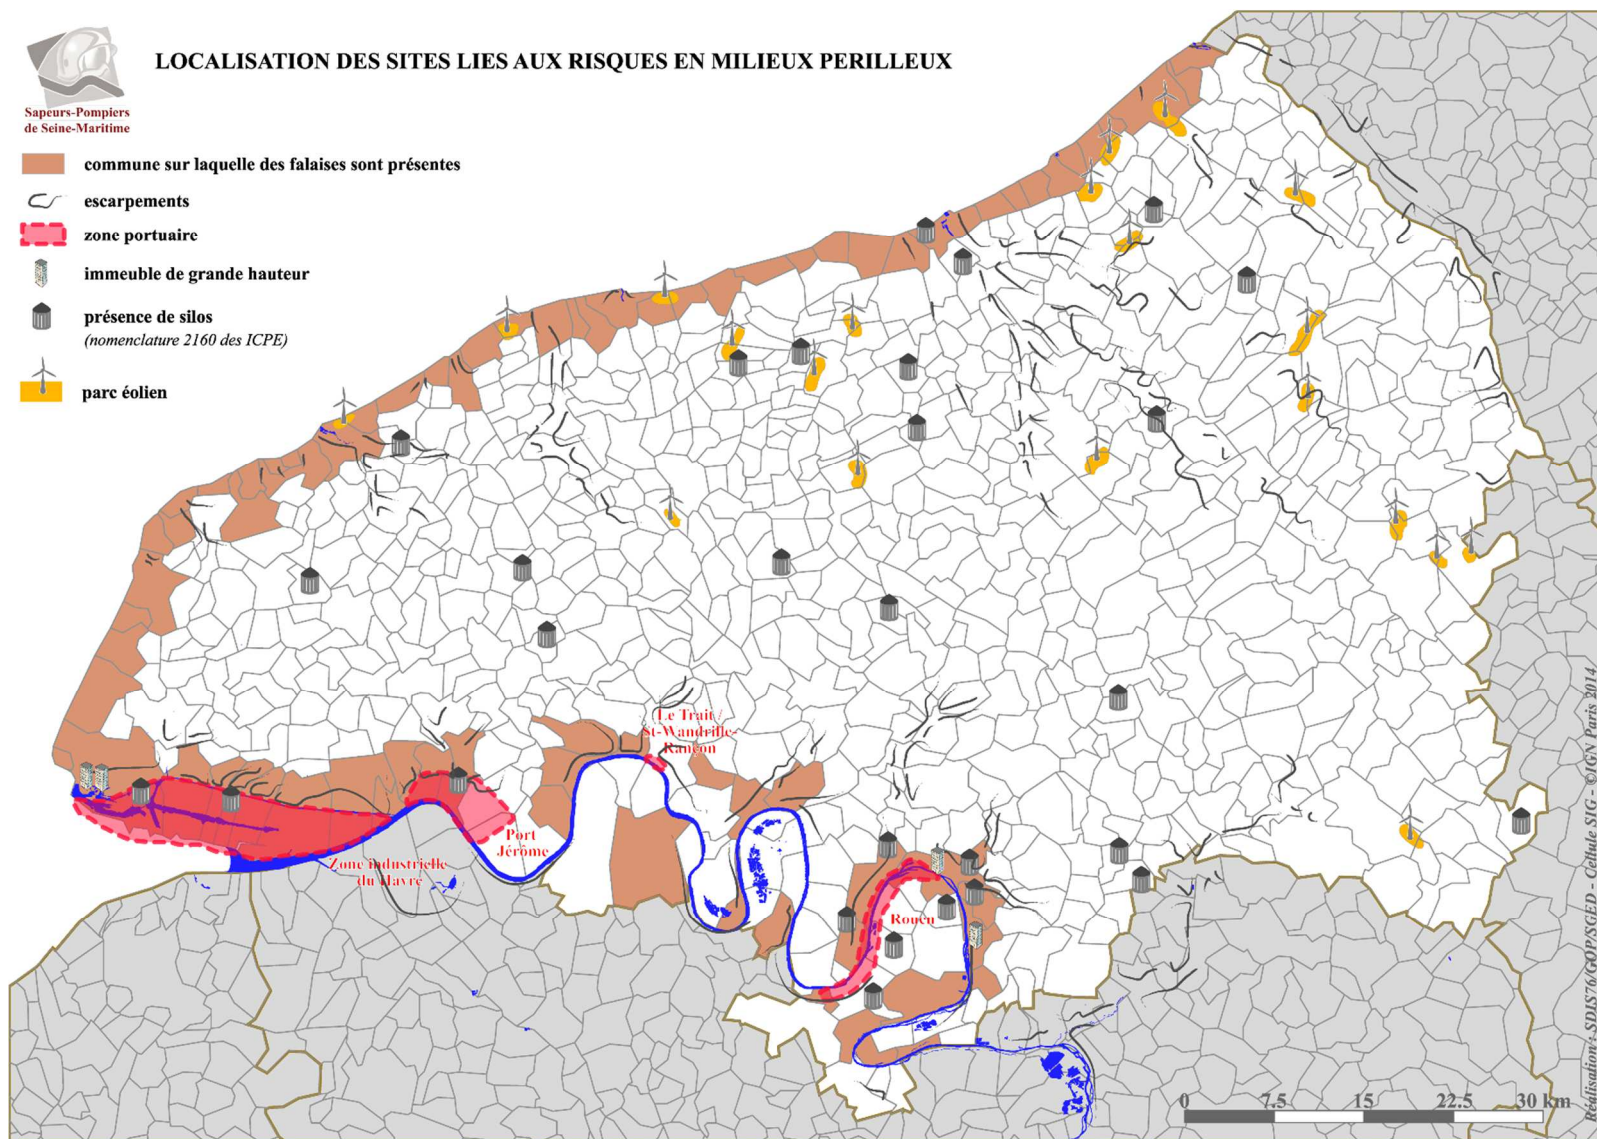 LOCALISATION DES SITES LIES AUX RISQUES EN MILIEUX PERILLEUX
Sapeurs-Pompiers
de Seine-Maritime
commune sur laquelle des falaises sont présentes
escarpements
zone portuaire
immeuble de grande hauteur
présence de silos
(nomenclature 2160 des ICPE)
parc éolien
Le Trait /
St-Wandrille-
Rançon
Port
Jérôme
Zone industrielle
du Havre
Rouen
0 7.5 15 22.5 30 km
Réalisation : SDIS76/GOP/SGED - Cellule SIG - ©IGN Paris 2014